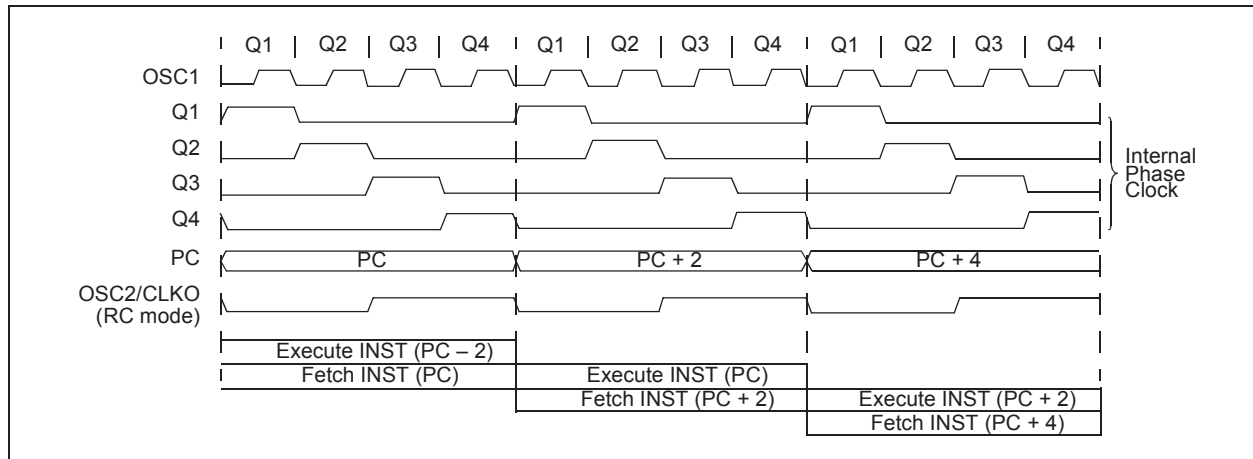 Q1 Q2 Q3 Q4 Q1 Q2 Q3 Q4 Q1 Q2 Q3 Q4
OSC1
Q1
Q2
Q3
Q4
Internal
Phase
Clock
PC PC PC + 2 PC + 4
OSC2/CLKO
(RC mode)
Execute INST (PC – 2)
Fetch INST (PC) Execute INST (PC)
Fetch INST (PC + 2) Execute INST (PC + 2)
Fetch INST (PC + 4)